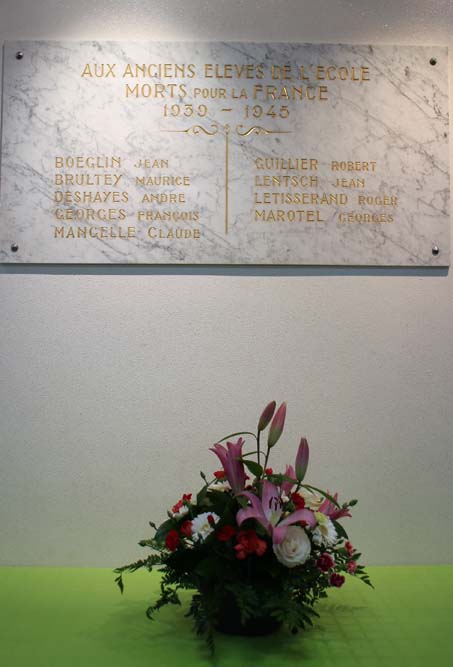 AUX ANCIENS ELEVES DE L'ECOLE
MORTS POUR LA FRANCE
1939 - 1945
BOEGLIN JEAN
BRULTEY MAURICE
DESHAYES ANDRE
GEORGES FRANÇOIS
MANCELLE CLAUDE
GUILLIER ROBERT
LENTSCH JEAN
LETISSERAND ROGER
MAROTEL GEORGES